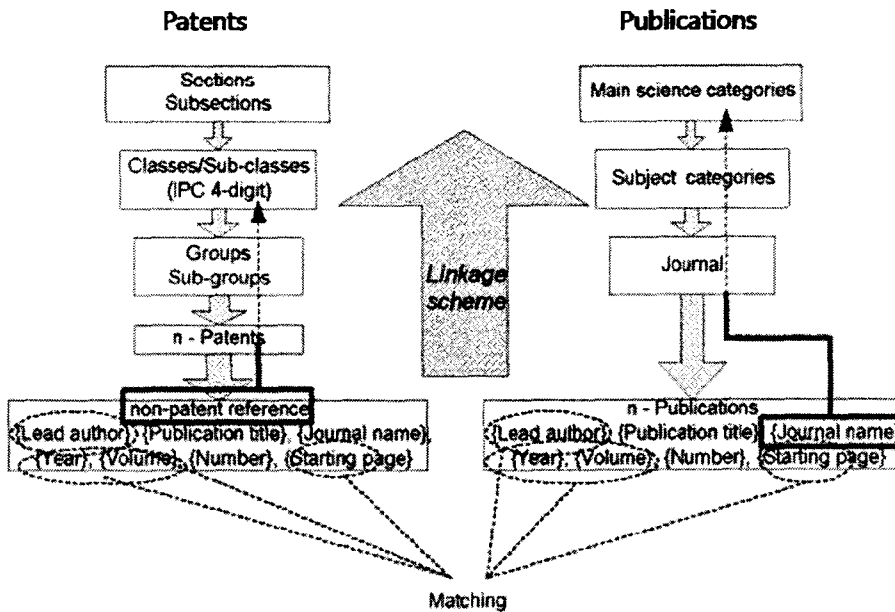 Patents
Sections
Subsections
Classes/Sub-classes
(IPC 4-digit)
Groups
Sub-groups
n - Patents
non-patent reference
{Lead author}, {Publication title}, {Journal name},
{Year}, {Volume}, {Number}, {Starting page}
Linkage
scheme
Publications
Main science categories
Subject categories
Journal
n - Publications
{Lead author}, {Publication title}, {Journal name}
{Year}, {Volume}, {Number}, {Starting page}
Matching